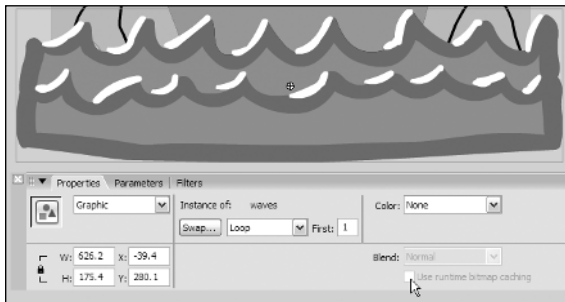 Properties Parameters Filters
Graphic Instance of: waves Color: None
Swap... Loop First: 1
W: 626.2 X: -39.4 Blend: Normal
H: 175.4 Y: 280.1 Use runtime bitmap caching